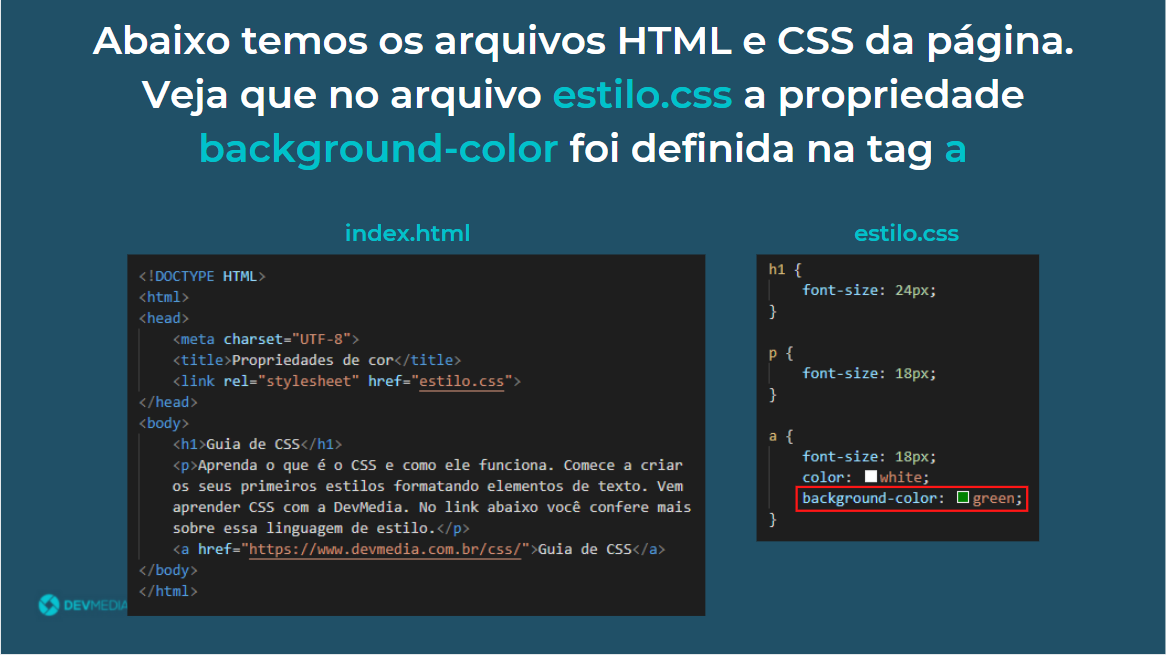 Abaixo temos os arquivos HTML e CSS da página.
Veja que no arquivo estilo.css a propriedade
background-color foi definida na tag a
index.html
<!DOCTYPE HTML>
<html>
<head>
<meta charset="UTF-8">
<title>Propriedades de cor</title>
<link rel="stylesheet" href="estilo.css">
</head>
<body>
<h1>Guia de CSS</h1>
<p>Aprenda o que é o CSS e como ele funciona. Comece a criar
os seus primeiros estilos formatando elementos de texto. Vem
aprender CSS com a DevMedia. No link abaixo você confere mais
sobre essa linguagem de estilo.</p>
<a href="https://www.devmedia.com.br/css/">Guia de CSS</a>
</body>
</html>
estilo.css
h1 {
font-size: 24px;
}
p {
font-size: 18px;
}
a {
font-size: 18px;
color: white;
background-color: green;
}
DEVMEDIA